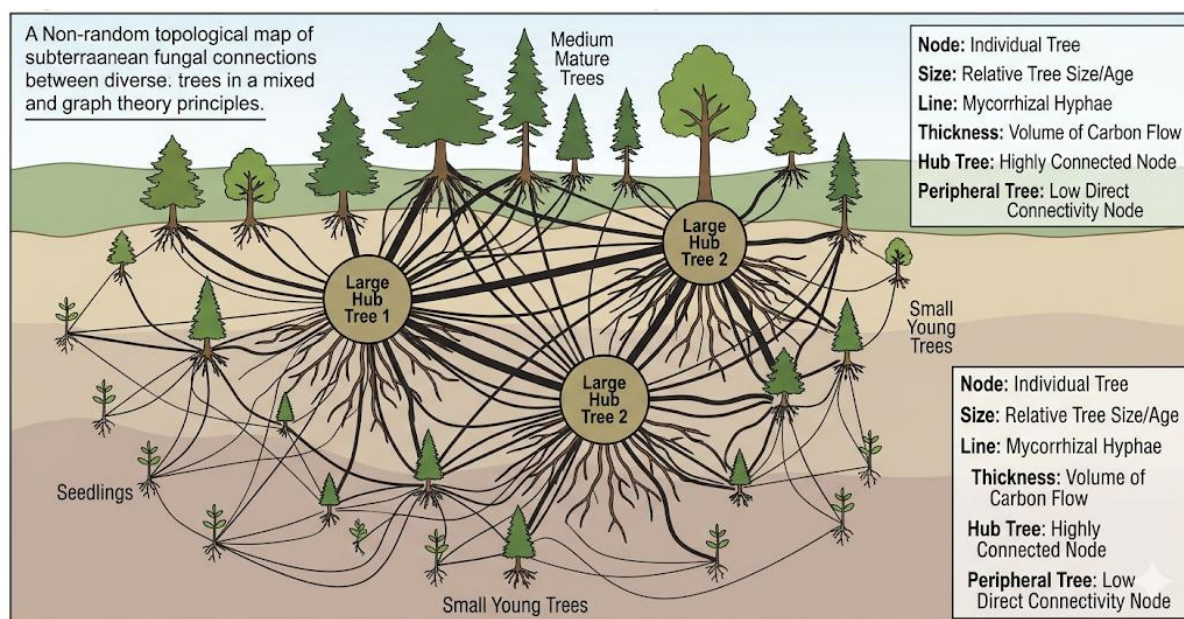 A Non-random topological map of
subterraanean fungal connections
between diverse: trees in a mixed
and graph theory principles.
Medium
Mature
Trees
Node: Individual Tree
Size: Relative Tree Size/Age
Line: Mycorrhizal Hyphae
Thickness: Volume of Carbon Flow
Hub Tree: Highly Connected Node
Peripheral Tree: Low Direct
Connectivity Node
Large
Hub
Tree 1
Large
Hub
Tree 2
Large
Hub
Tree 2
Small
Young
Trees
Seedlings
Small Young Trees
Node: Individual Tree
Size: Relative Tree Size/Age
Line: Mycorrhizal Hyphae
Thickness: Volume of
Carbon Flow
Hub Tree: Highly
Connected Node
Peripheral Tree: Low
Direct Connectivity Node